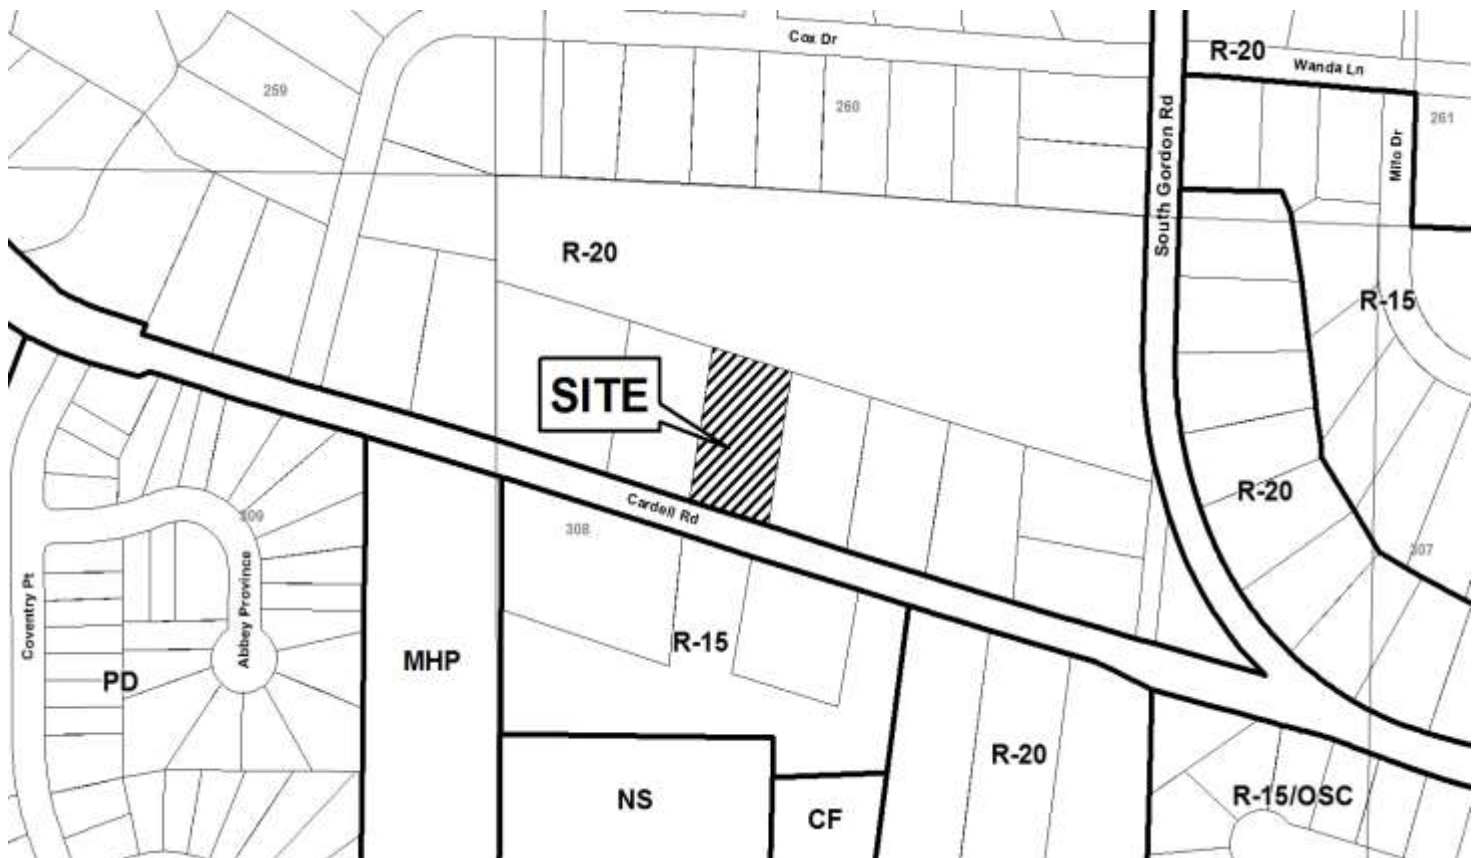 Cox Dr
R-20
Wanda Ln
259
260
261
South Gordon Rd
Milo Dr
R-20
R-15
SITE
R-20
Cardell Rd
309
308
307
Coventry Pt
Abbey Province
R-15
MHP
PD
R-20
NS
CF
R-15/OSC